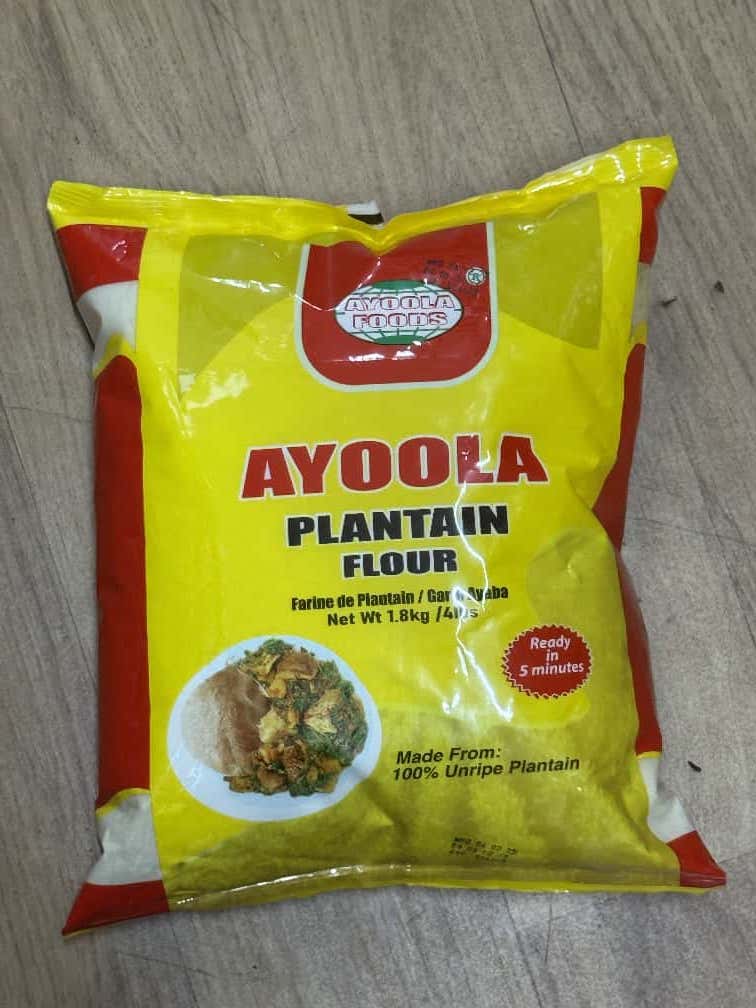 AYOOLA
FOODS
AYOOLA
PLANTAIN
FLOUR
Farine de Plantain /
Net Wt 1.8kg /4lbs
Ready
in
5 minutes
Made From:
100% Unripe Plantain